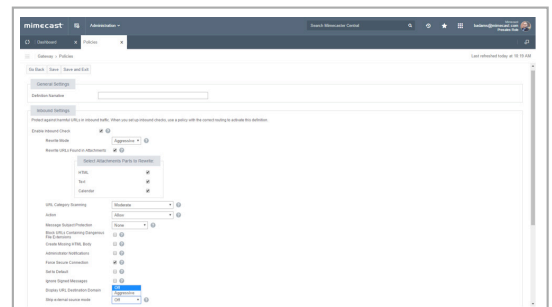 mimecast
Administration
Search Mimecast Central
Dashboard
Policies
Gateway > Policies
Last refreshed today at 10:19 AM
Go Back
Save
Save and Exit
General Settings
Definition Narrative
Inbound Settings
Protect against harmful URLs in inbound traffic. When you set up inbound checks, use a policy with the correct routing to activate this definition.
Enable Inbound Check
Rewrite Mode
Aggressive
Rewrite URLs Found in Attachments
Select Attachments Parts to Rewrite
HTML
Text
Calendar
URL Category Scanning
Moderate
Action
Allow
Message Subject Protection
None
Block URLs Containing Dangerous
File Extensions
Create Missing HTML Body
Administrator Notifications
Force Secure Connection
Set to Default
Ignore Signed Messages
Display URL Destination Domain
Off
Aggressive
Strip external source mode
Off